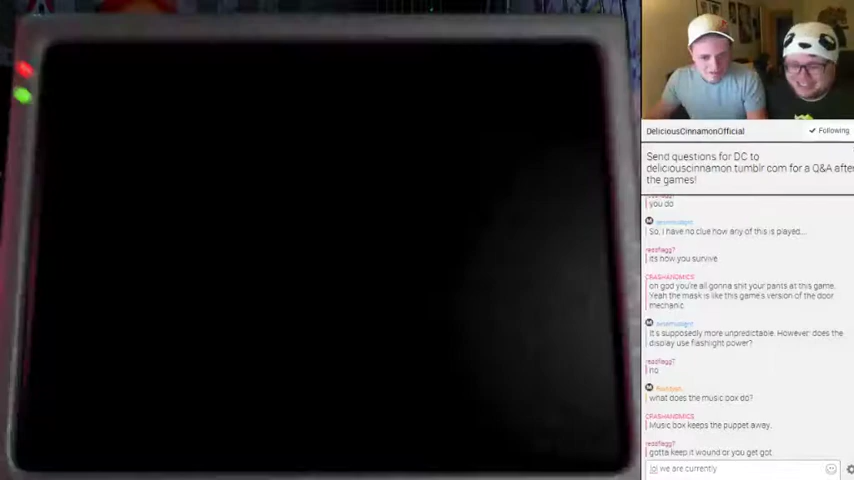 DeliciousCinnamonOfficial
Following
Send questions for DC to
deliciouscinnamon.tumblr.com for a Q&A after
the games!
you do
So, I have no clue how any of this is played...
its how you survive
CRASHANOMICS
oh god you're all gonna shit your pants at this game.
Yeah the mask is like this game's version of the door
mechanic.
It's supposedly more unpredictable. However does the
display use flashlight power?
no
what does the music box do?
CRASHANOMICS
Music box keeps the puppet away.
gotta keep it wound or you get got
we are currently